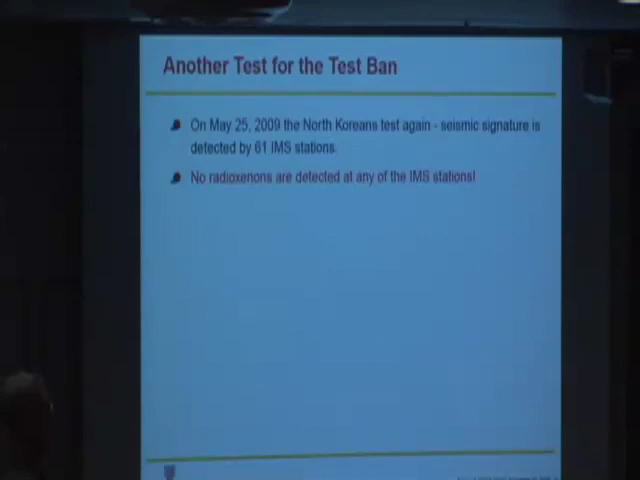 Another Test for the Test Ban
On May 25, 2009 the North Koreans test again - seismic signature is
detected by 61 IMS stations.
No radioxenons are detected at any of the IMS stations!